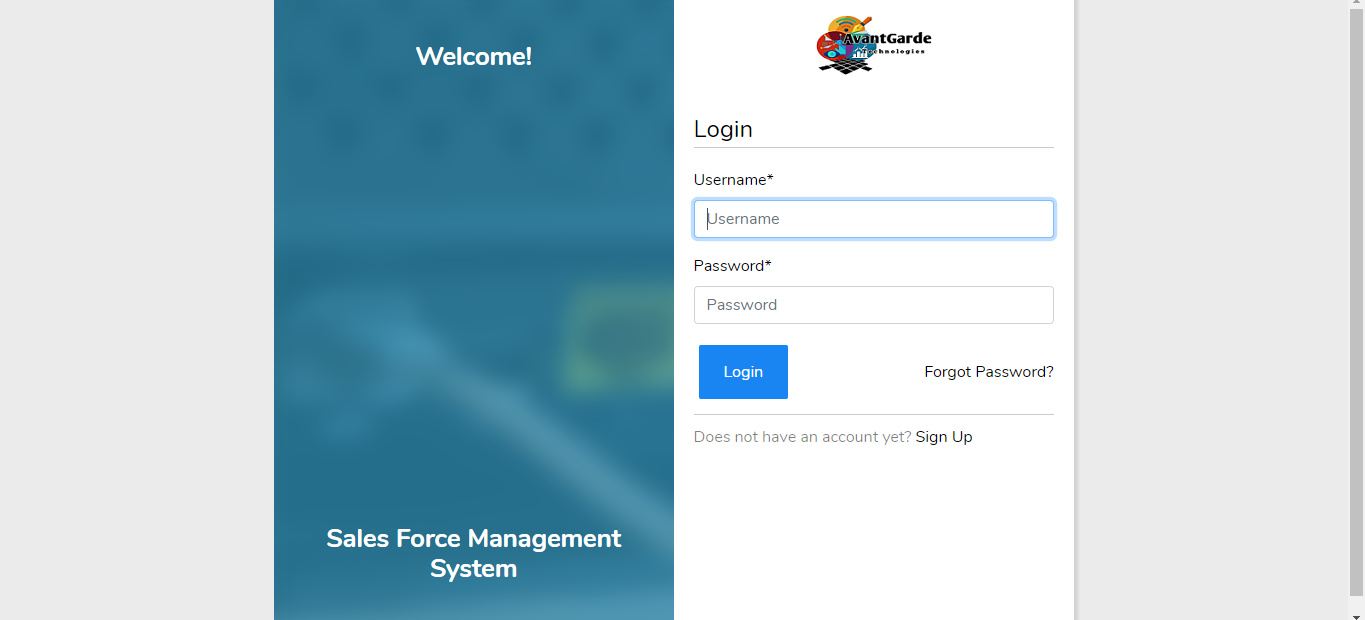 Welcome!
Sales Force Management
System
AvantGarde
Technologies
Login
Username*
Username
Password*
Password
Login
Forgot Password?
Does not have an account yet? Sign Up